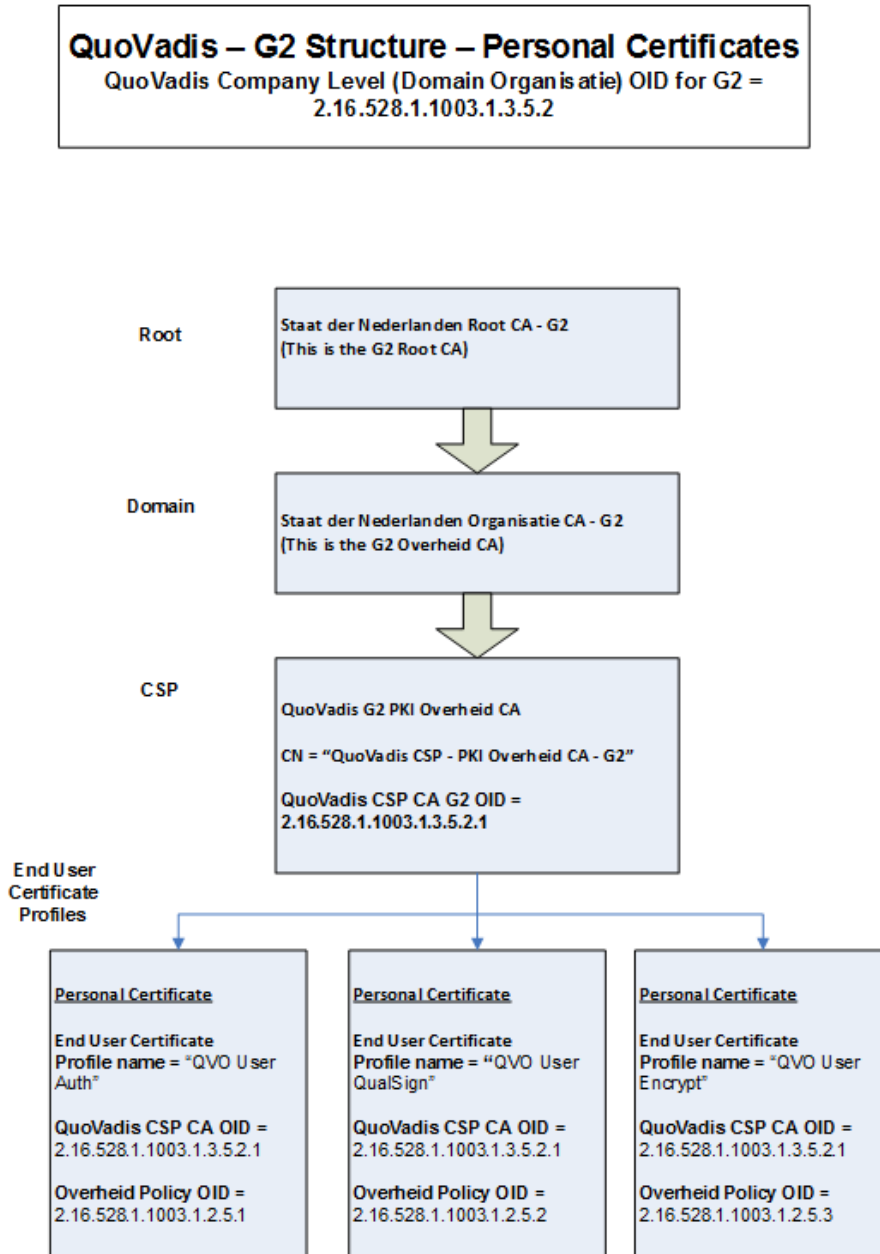 QuoVadis – G2 Structure – Personal Certificates
QuoVadis Company Level (Domain Organisatie) OID for G2 =
2.16.528.1.1003.1.3.5.2
Root
Staat der Nederlanden Root CA - G2
(This is the G2 Root CA)
Domain
Staat der Nederlanden Organisatie CA - G2
(This is the G2 Overheid CA)
CSP
QuoVadis G2 PKI Overheid CA
CN = “QuoVadis CSP - PKI Overheid CA - G2”
QuoVadis CSP CA G2 OID =
2.16.528.1.1003.1.3.5.2.1
End User
Certificate
Profiles
Personal Certificate
End User Certificate
Profile name = “QVO User
Auth”
QuoVadis CSP CA OID =
2.16.528.1.1003.1.3.5.2.1
Overheid Policy OID =
2.16.528.1.1003.1.2.5.1
Personal Certificate
End User Certificate
Profile name = “QVO User
QualSign”
QuoVadis CSP CA OID =
2.16.528.1.1003.1.3.5.2.1
Overheid Policy OID =
2.16.528.1.1003.1.2.5.2
Personal Certificate
End User Certificate
Profile name = “QVO User
Encrypt”
QuoVadis CSP CA OID =
2.16.528.1.1003.1.3.5.2.1
Overheid Policy OID =
2.16.528.1.1003.1.2.5.3